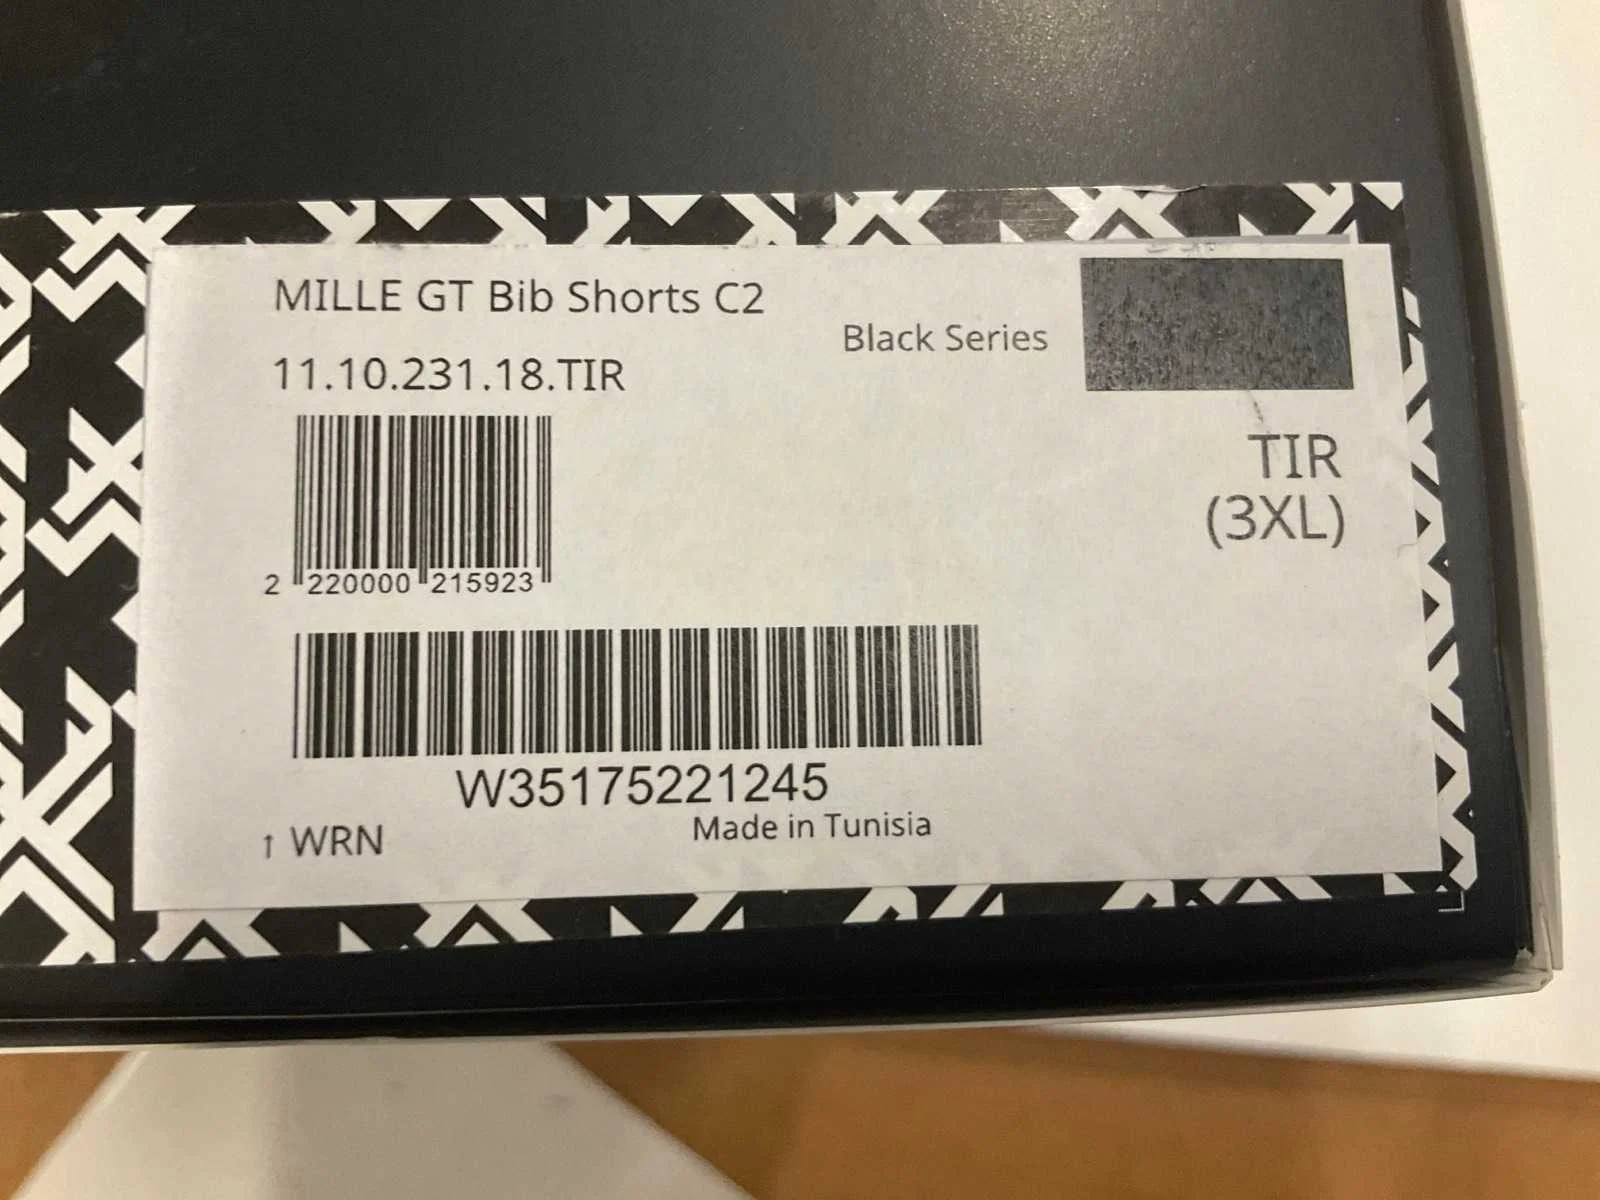 MILLE GT Bib Shorts C2
Black Series
11.10.231.18.TIR
TIR
(3XL)
2 220000 215923
W35175221245
Made in Tunisia
↑ WRN